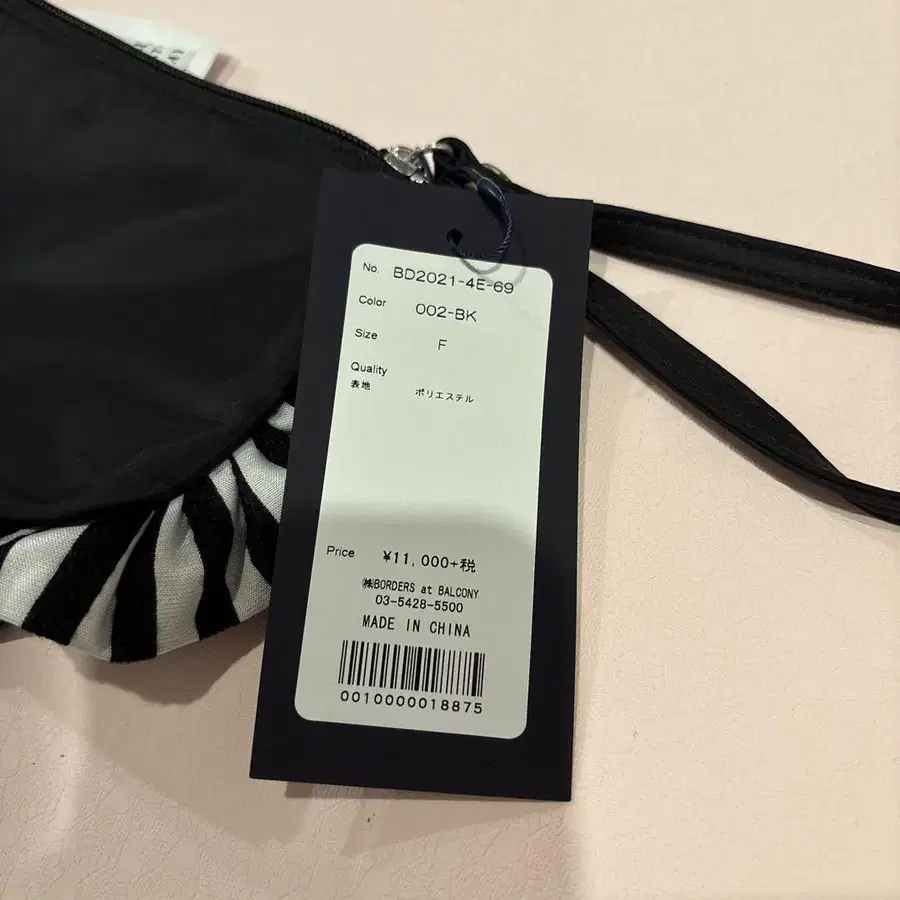 No. BD2021-4E-69
Color 002-BK
Size F
Quality
表地 ポリエステル
Price ¥11,000+税
㈱BORDERS at BALCONY
03-5428-5500
MADE IN CHINA
0010000018875